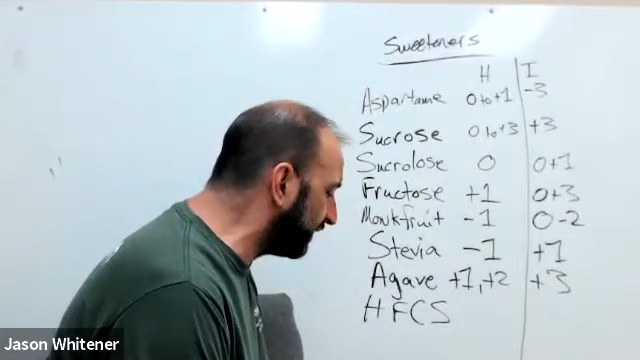 Sweeteners
H I
Aspartame 0 to +1 -3
Sucrose 0 to +3 +3
Sucrolose 0 0+1
Fructose +1 0+3
Monkfruit -1 0-2
Stevia -1 +1
Agave +1,+2 +3
HFCS
Jason Whitener